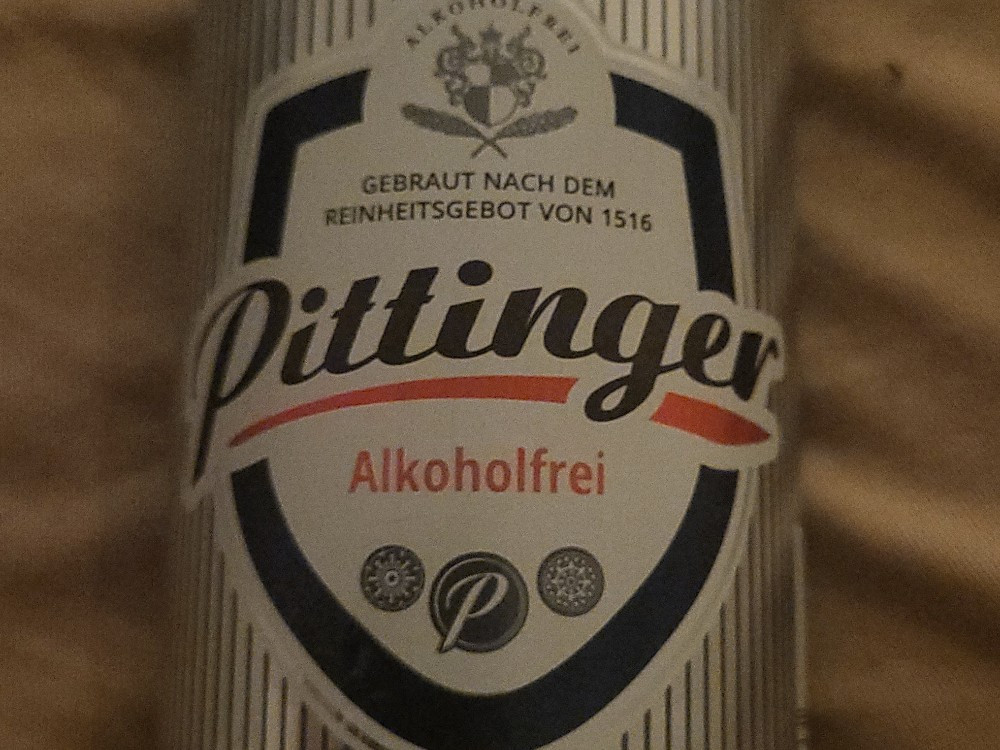 ALKOHOLFREI
GEBRAUT NACH DEM
REINHEITSGEBOT VON 1516
Pittinger
Alkoholfrei
P